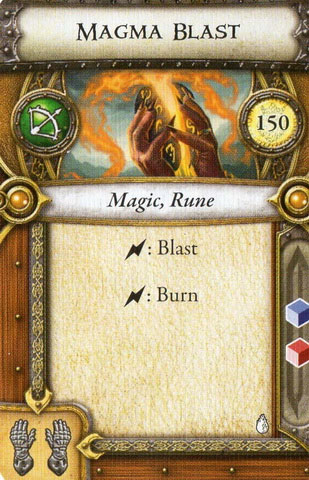 MAGMA BLAST
150
Magic, Rune
: Blast
: Burn